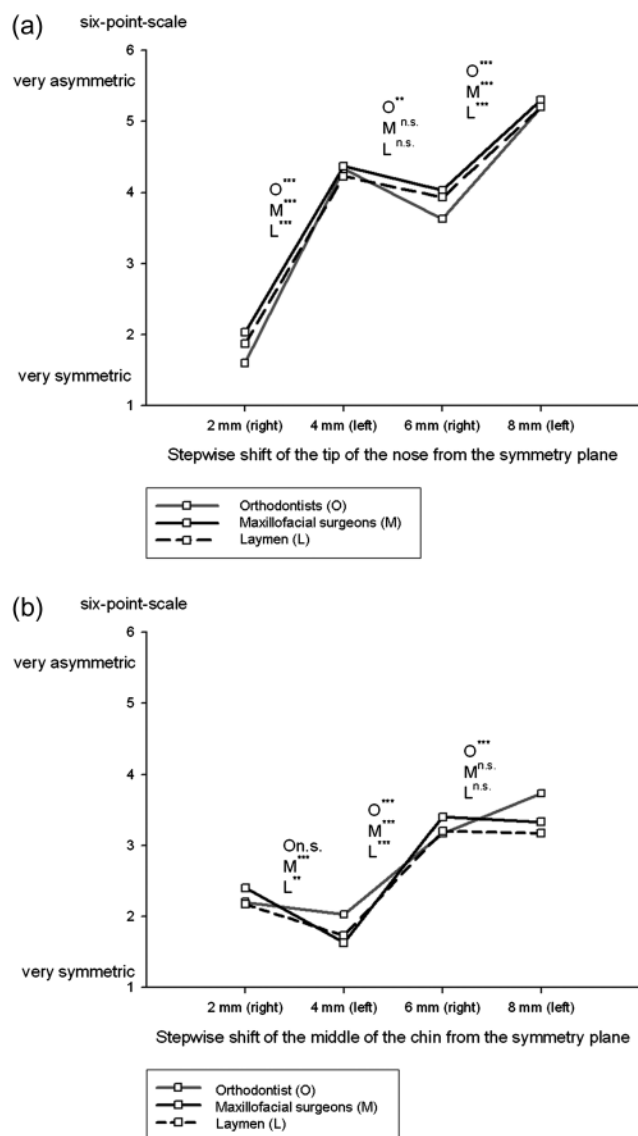 (a)
six-point-scale
6
very asymmetric
5
4
3
2
very symmetric
1
O***
M***
L***
O**
M n.s.
L n.s.
O***
M***
L***
2 mm (right) 4 mm (left) 6 mm (right) 8 mm (left)
Stepwise shift of the tip of the nose from the symmetry plane
Orthodontists (O)
Maxillofacial surgeons (M)
Laymen (L)
(b)
six-point-scale
6
very asymmetric
5
4
3
2
very symmetric
1
On.s.
M***
L**
O***
M***
L***
O***
M n.s.
L n.s.
2 mm (right) 4 mm (left) 6 mm (right) 8 mm (left)
Stepwise shift of the middle of the chin from the symmetry plane
Orthodontist (O)
Maxillofacial surgeons (M)
Laymen (L)